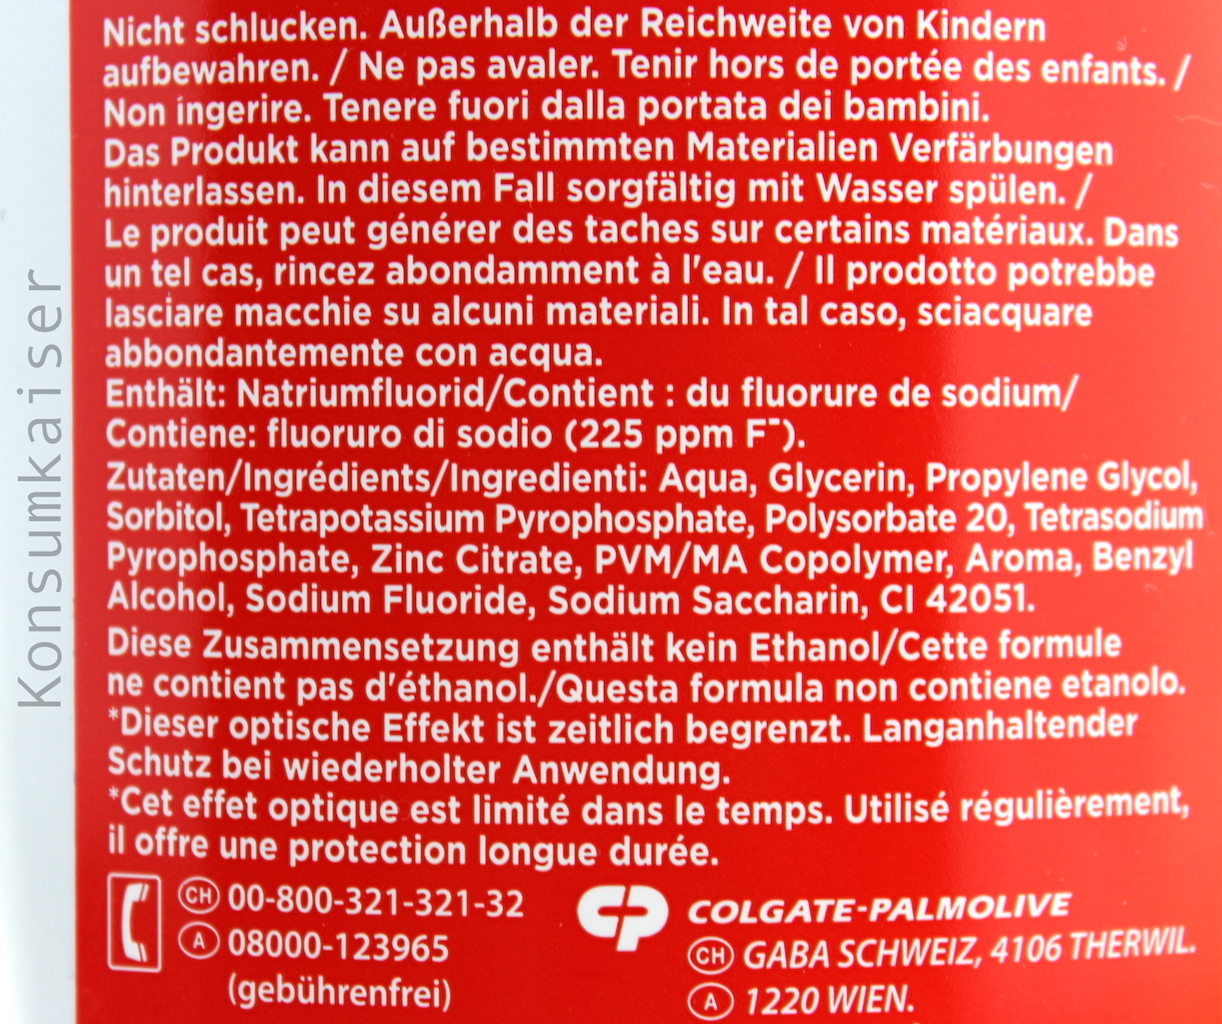 Nicht schlucken. Außerhalb der Reichweite von Kindern
aufbewahren. / Ne pas avaler. Tenir hors de portée des enfants. /
Non ingerire. Tenere fuori dalla portata dei bambini.
Das Produkt kann auf bestimmten Materialien Verfärbungen
hinterlassen. In diesem Fall sorgfältig mit Wasser spülen. /
Le produit peut générer des taches sur certains matériaux. Dans
un tel cas, rincez abondamment à l'eau. / Il prodotto potrebbe
lasciare macchie su alcuni materiali. In tal caso, sciacquare
abbondantemente con acqua.
Enthält: Natriumfluorid/Contient : du fluorure de sodium/
Contiene: fluoruro di sodio (225 ppm F⁻).
Zutaten/Ingrédients/Ingredienti: Aqua, Glycerin, Propylene Glycol,
Sorbitol, Tetrapotassium Pyrophosphate, Polysorbate 20, Tetrasodium
Pyrophosphate, Zinc Citrate, PVM/MA Copolymer, Aroma, Benzyl
Alcohol, Sodium Fluoride, Sodium Saccharin, CI 42051.
Diese Zusammensetzung enthält kein Ethanol/Cette formule
ne contient pas d'éthanol./Questa formula non contiene etanolo.
*Dieser optische Effekt ist zeitlich begrenzt. Langanhaltender
Schutz bei wiederholter Anwendung.
*Cet effet optique est limité dans le temps. Utilisé régulièrement,
il offre une protection longue durée.
CH 00-800-321-321-32
A 08000-123965
(gebührenfrei)
CP COLGATE-PALMOLIVE
CH GABA SCHWEIZ, 4106 THERWIL.
A 1220 WIEN.
Konsumkaiser